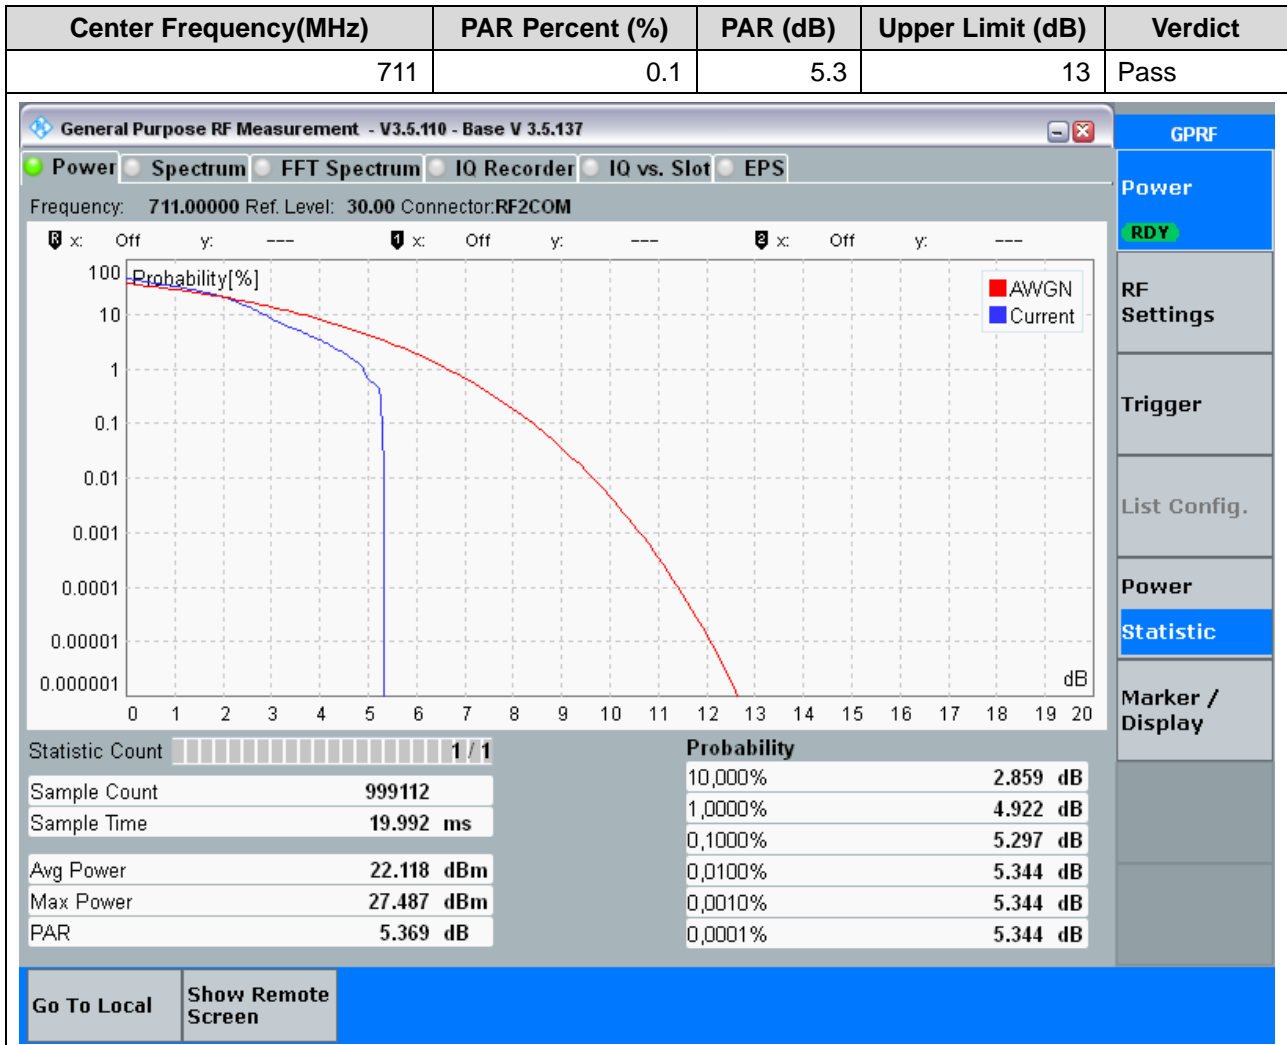 Center Frequency(MHz) PAR Percent (%) PAR (dB) Upper Limit (dB) Verdict
711 0.1 5.3 13 Pass
General Purpose RF Measurement - V3.5.110 - Base V 3.5.137
GPRF
Power Spectrum FFT Spectrum IQ Recorder IQ vs. Slot EPS
Power
RDY
Frequency: 711.00000 Ref. Level: 30.00 Connector:RF2COM
R x: Off y: --- 1 x: Off y: --- 2 x: Off y: ---
Probability[%]
AWGN
Current
100
10
1
0.1
0.01
0.001
0.0001
0.00001
0.000001
dB
0 1 2 3 4 5 6 7 8 9 10 11 12 13 14 15 16 17 18 19 20
RF
Settings
Trigger
List Config.
Power
Statistic
Marker /
Display
Statistic Count 1 / 1
Sample Count 999112
Sample Time 19.992 ms
Avg Power 22.118 dBm
Max Power 27.487 dBm
PAR 5.369 dB
Probability
10,000% 2.859 dB
1,0000% 4.922 dB
0,1000% 5.297 dB
0,0100% 5.344 dB
0,0010% 5.344 dB
0,0001% 5.344 dB
Go To Local
Show Remote
Screen